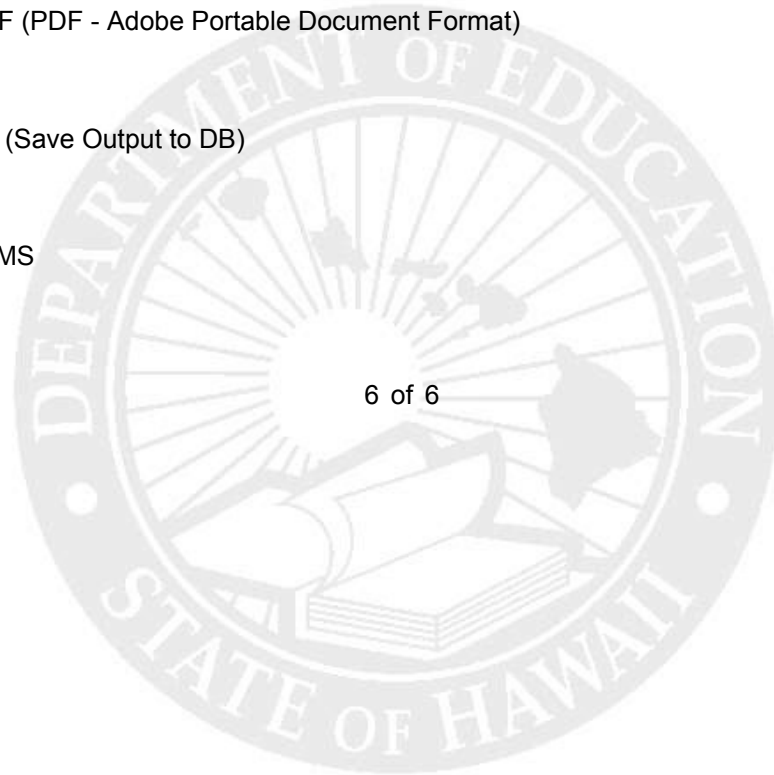 F (PDF - Adobe Portable Document Format)
(Save Output to DB)
MS
6 of 6
DEPARTMENT OF EDUCATION
STATE OF HAWAII